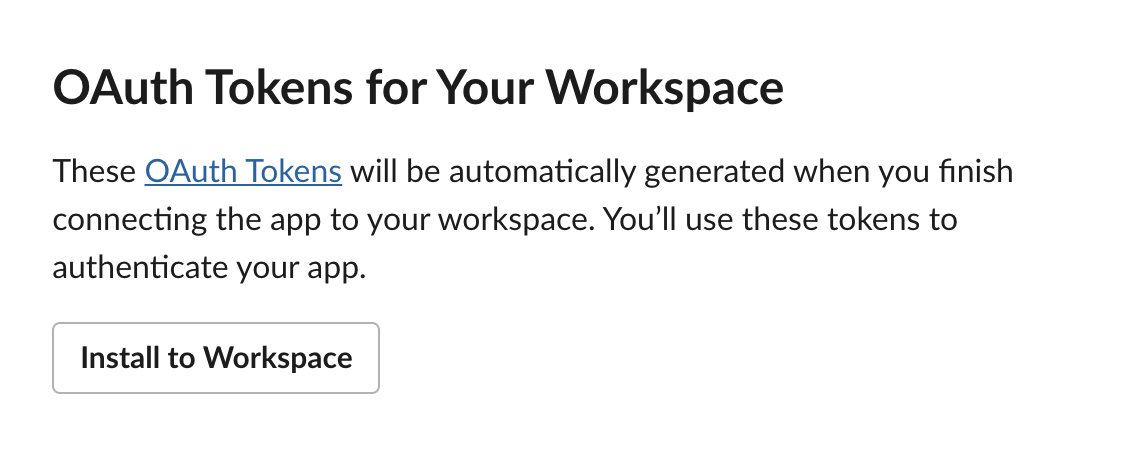 OAuth Tokens for Your Workspace
These OAuth Tokens will be automatically generated when you finish
connecting the app to your workspace. You’ll use these tokens to
authenticate your app.
Install to Workspace